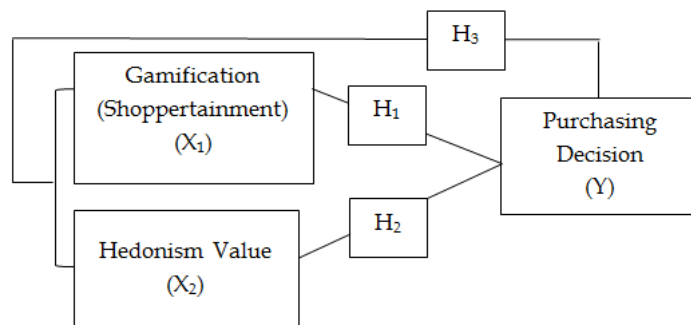 H₃
Gamification
(Shoppertainment)
(X₁)
H₁
Purchasing
Decision
(Y)
H₂
Hedonism Value
(X₂)